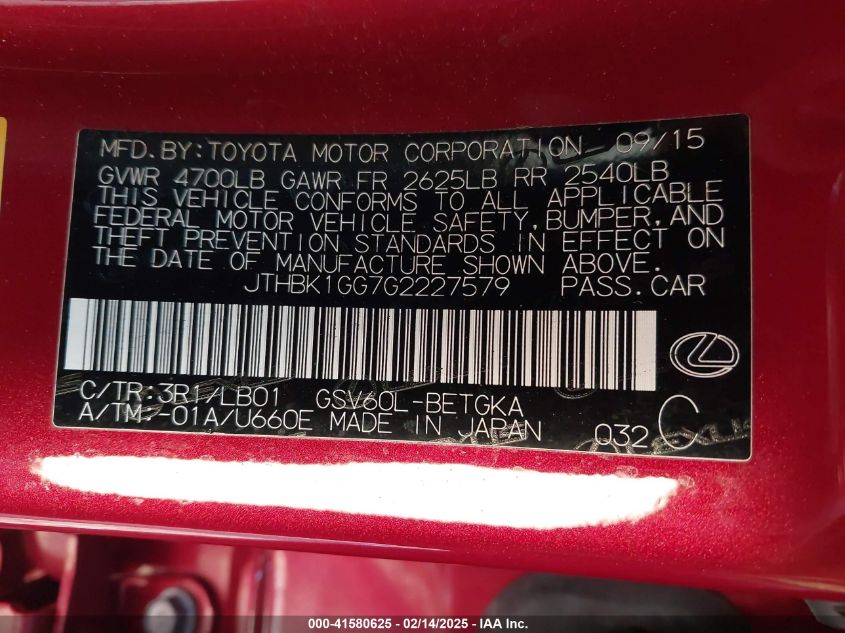 MFD.BY:TOYOTA MOTOR CORPORATION 09/15
GVWR 4700LB GAWR FR 2625LB RR 2540LB
THIS VEHICLE CONFORMS TO ALL APPLICABLE
FEDERAL MOTOR VEHICLE SAFETY,BUMPER,AND
THEFT PREVENTION STANDARDS IN EFFECT ON
THE DATE OF MANUFACTURE SHOWN ABOVE.
JTHBK1GG7G2227579 PASS.CAR
C/TR:3R1/LB01 GSV60L-BETGKA
A/TM:-01A/U660E MADE IN JAPAN 032 C
000-41580625 - 02/14/2025 - IAA Inc.